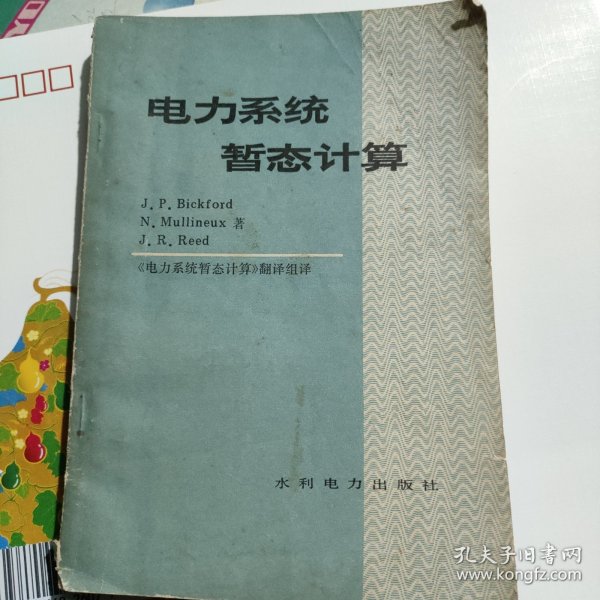 电力系统
暂态计算
J. P. Bickford
N. Mullineux 著
J. R. Reed
《电力系统暂态计算》翻译组译
水利电力出版社
孔夫子旧书网
www.kongfz.com